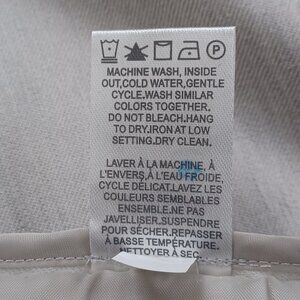 P
MACHINE WASH, INSIDE
OUT,COLD WATER,GENTLE
CYCLE.WASH SIMILAR
COLORS TOGETHER.
DO NOT BLEACH.HANG
TO DRY.IRON AT LOW
SETTING.DRY CLEAN.
LAVER À LA MACHINE, À
L'ENVERS,À L'EAU FROIDE,
CYCLE DÉLICAT.LAVEZ LES
COULEURS SEMBLABLES
ENSEMBLE.NE PAS
JAVELLISER.SUSPENDRE
POUR SÉCHER.REPASSER
À BASSE TEMPÉRATURE.
NETTOYER À SEC.